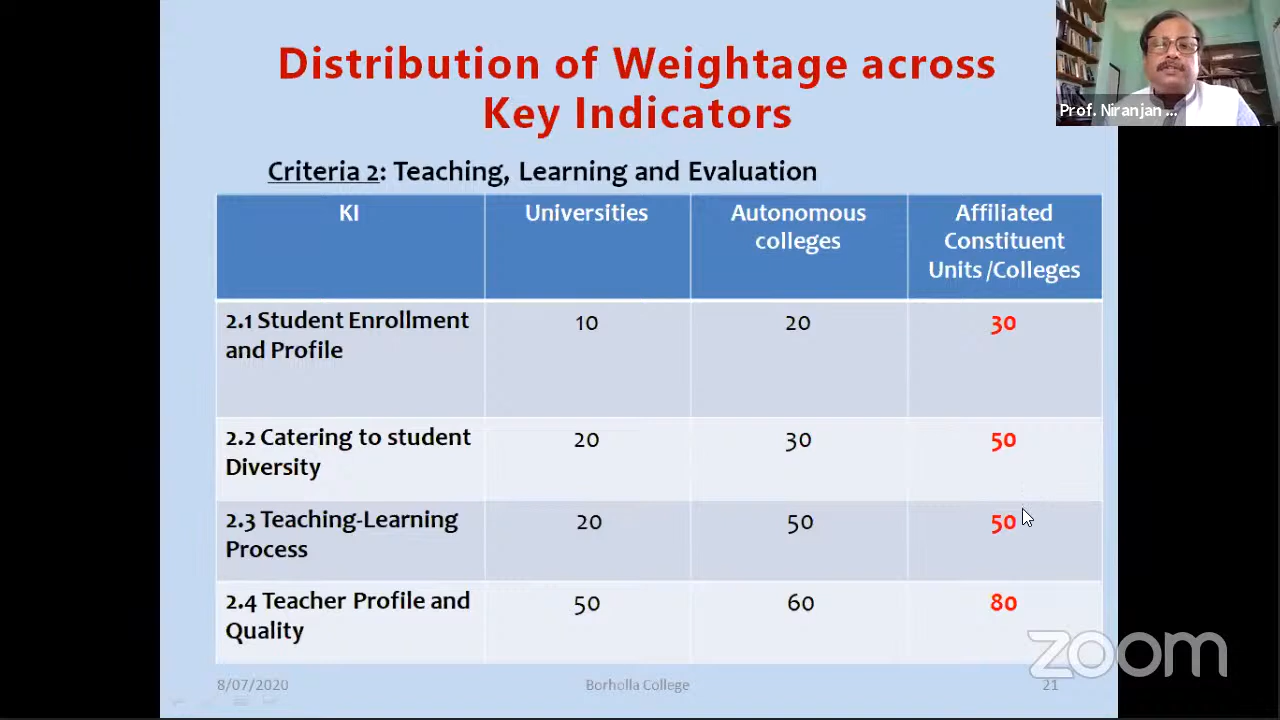 Distribution of Weightage across
Key Indicators
Prof. Niranjan ...
Criteria 2: Teaching, Learning and Evaluation
KI
Universities
Autonomous
colleges
Affiliated
Constituent
Units /Colleges
2.1 Student Enrollment
and Profile
10
20
30
2.2 Catering to student
Diversity
20
30
50
2.3 Teaching-Learning
Process
20
50
50
2.4 Teacher Profile and
Quality
50
60
80
zoom
8/07/2020
Borholla College
21